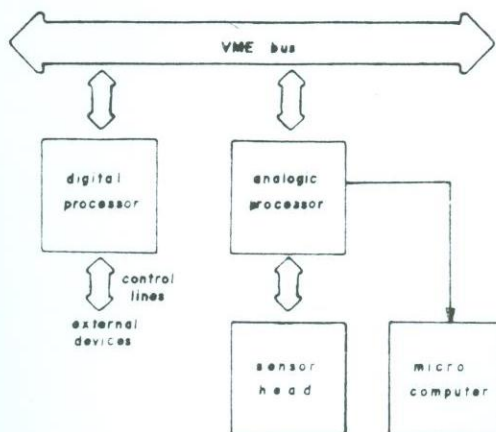 VME bus
digital
processor
analogic
processor
control
lines
external
devices
sensor
head
micro
computer